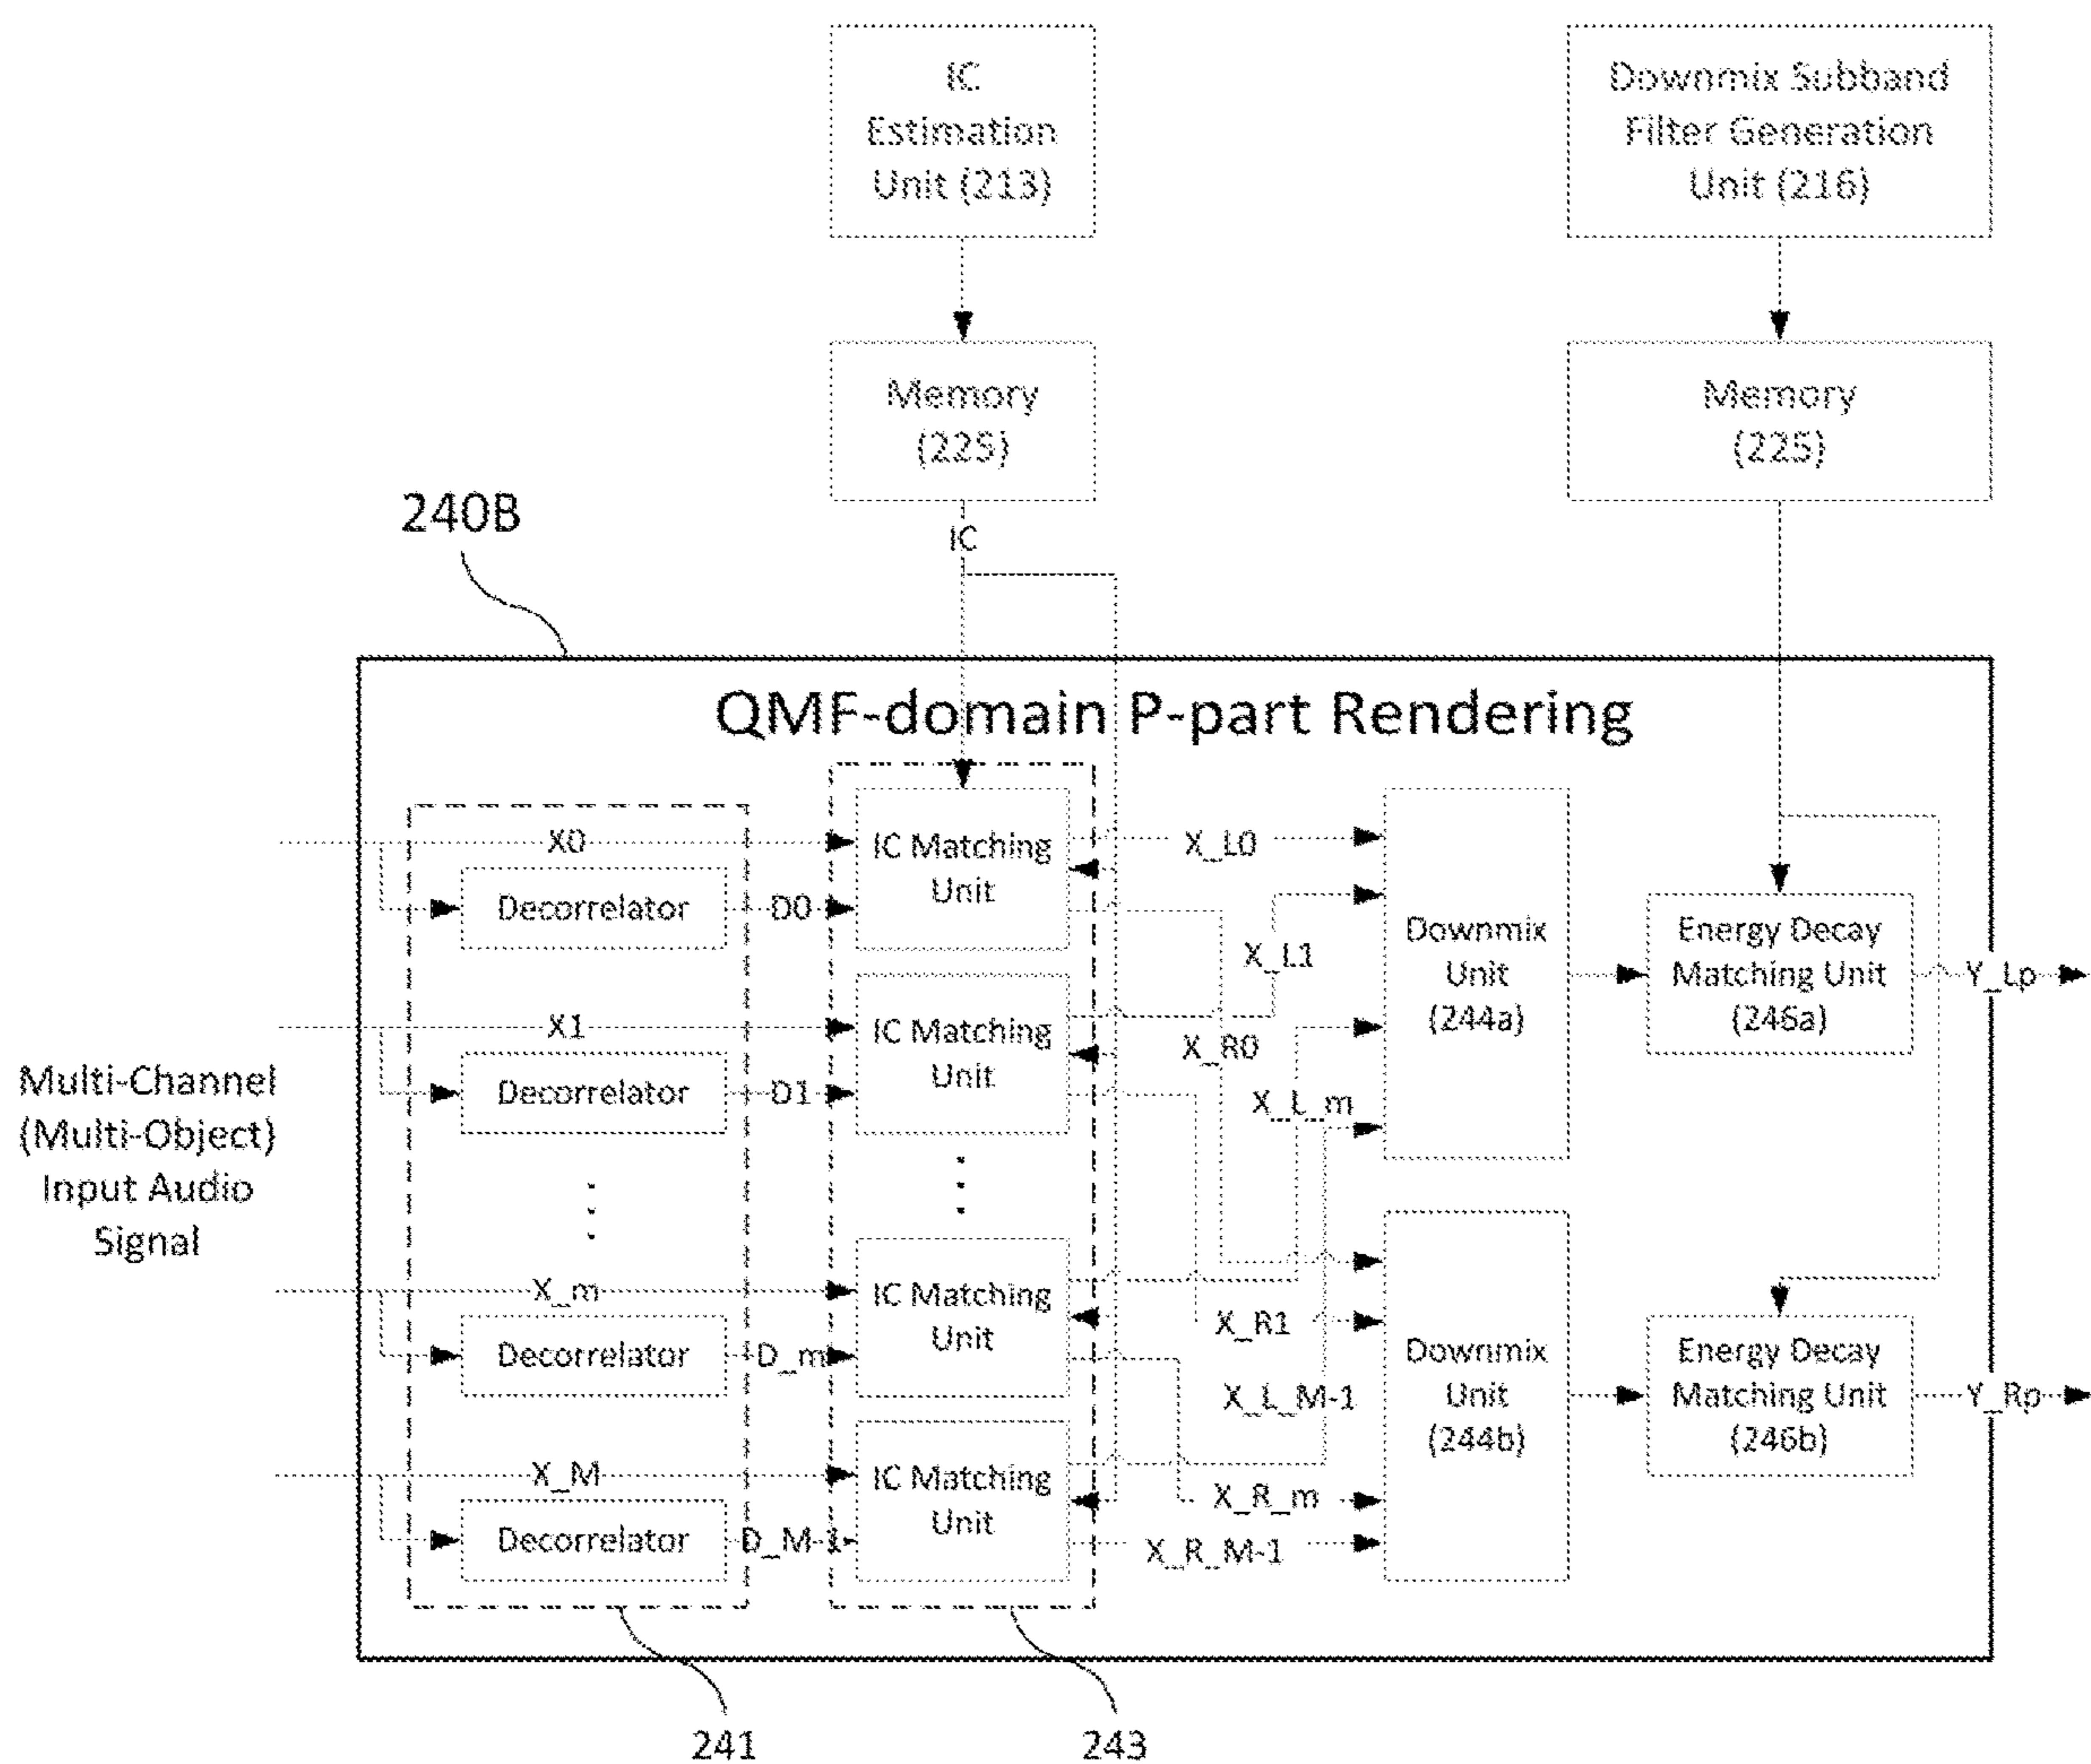 IC
Estimation
Unit (213)
Downmix Subband
Filter Generation
Unit (216)
Memory
(225)
Memory
(225)
240B
IC
QMF-domain P-part Rendering
Multi-Channel
(Multi-Object)
Input Audio
Signal
X0
Decorrelator
D0
IC Matching
Unit
X1
Decorrelator
D1
IC Matching
Unit
X_m
Decorrelator
D_m
IC Matching
Unit
X_M
Decorrelator
D_M-1
IC Matching
Unit
X_L0
X_L1
X_R0
X_L_m
X_R1
X_L_M-1
X_R_m
X_R_M-1
Downmix
Unit
(244a)
Energy Decay
Matching Unit
(246a)
Y_Lp
Downmix
Unit
(244b)
Energy Decay
Matching Unit
(246b)
Y_Rp
241
243